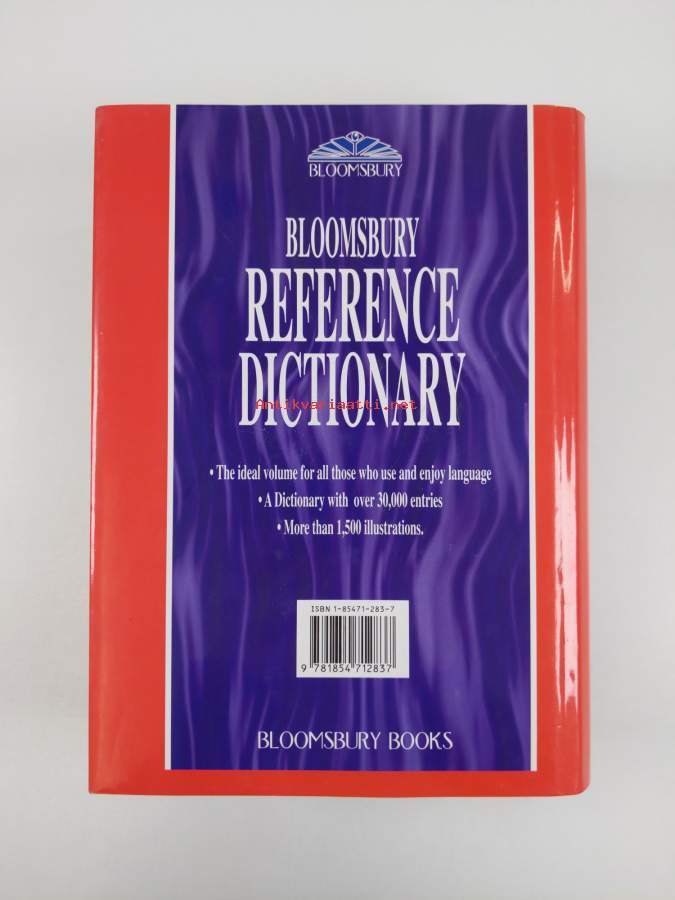 BLOOMSBURY
BLOOMSBURY
REFERENCE
DICTIONARY
Antikvariaatti.net
• The ideal volume for all those who use and enjoy language
• A Dictionary with over 30,000 entries
• More than 1,500 illustrations.
ISBN 1-85471-283-7
9 781854 712837
BLOOMSBURY BOOKS